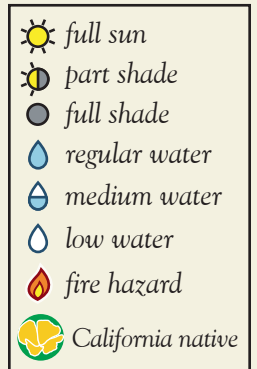 full sun
part shade
full shade
regular water
medium water
low water
fire hazard
California native